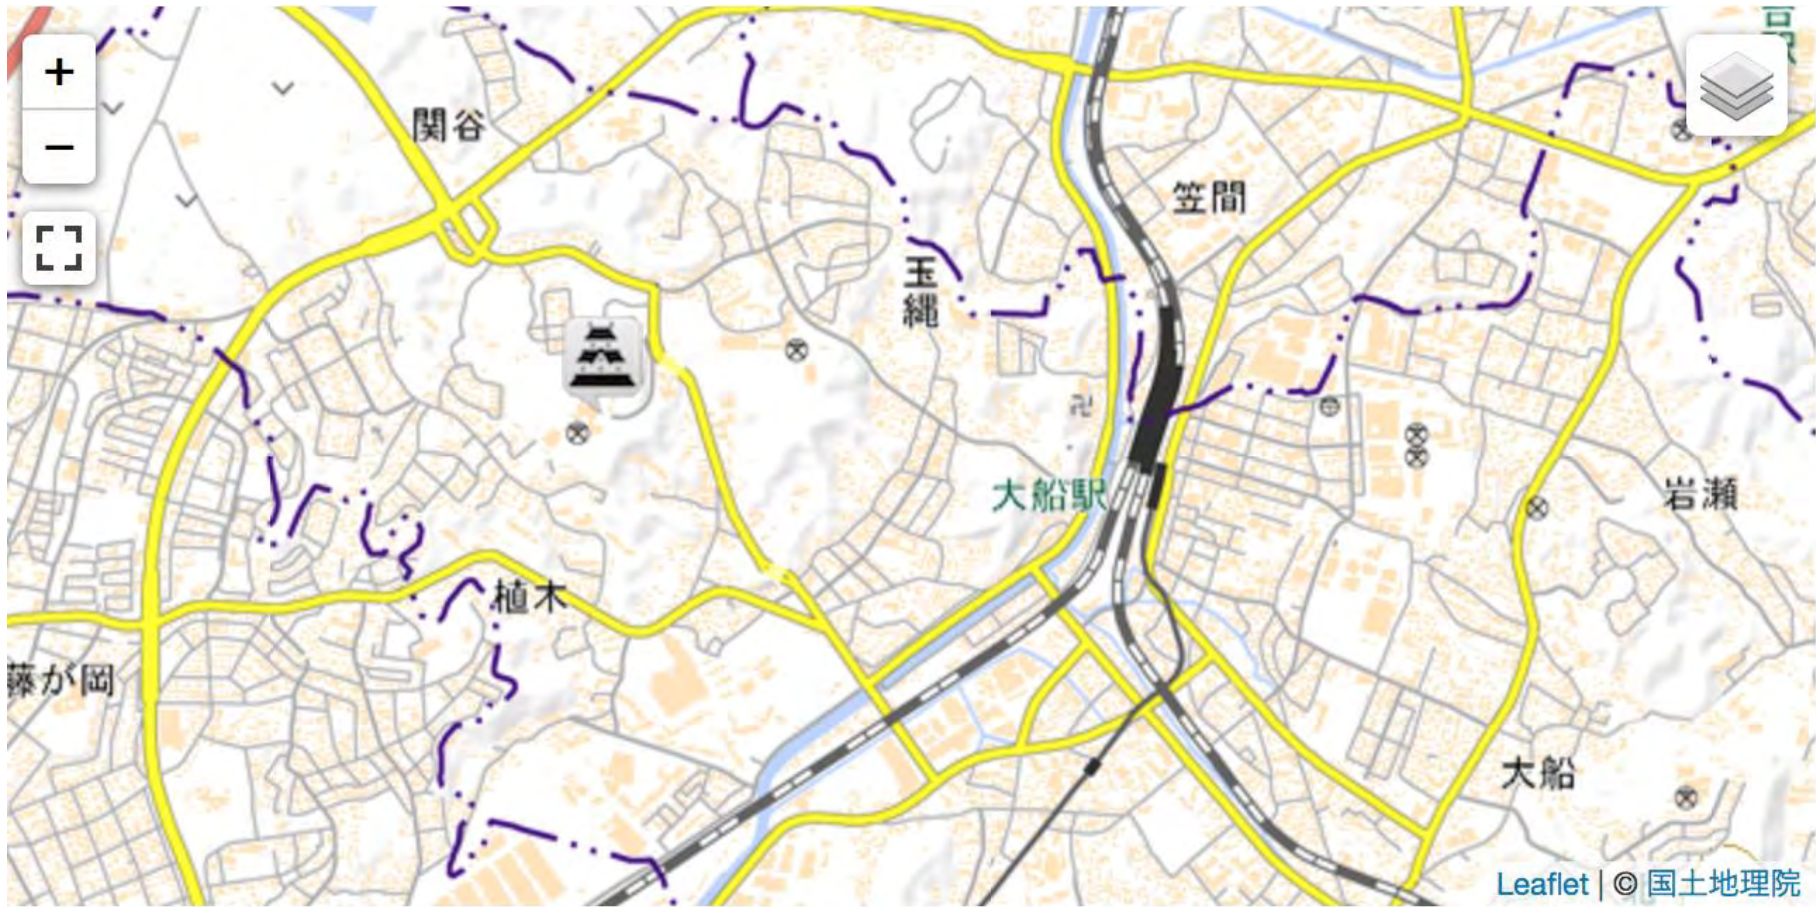 +
−
関谷
笠間
玉縄
大船駅
岩瀬
植木
藤が岡
大船
Leaflet | © 国土地理院